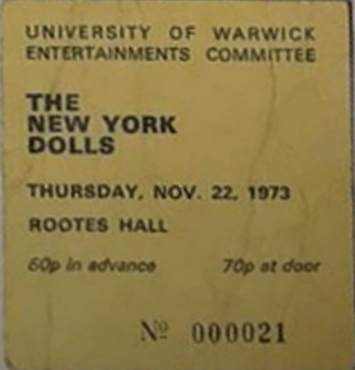 UNIVERSITY OF WARWICK
ENTERTAINMENTS COMMITTEE
THE
NEW YORK
DOLLS
THURSDAY, NOV. 22, 1973
ROOTES HALL
60p in advance 70p at door
Nº 000021